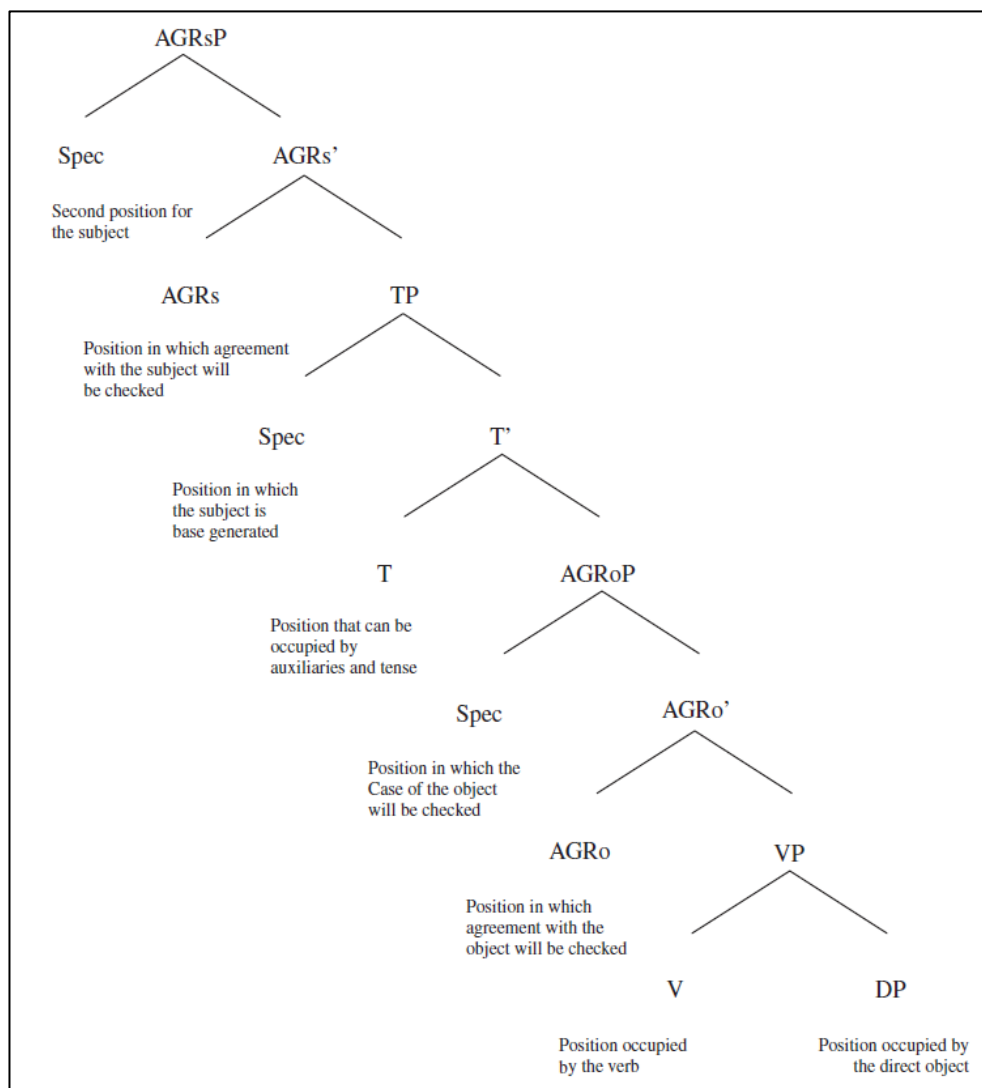 AGRsP
Spec
AGRs’
Second position for
the subject
AGRs
TP
Position in which agreement
with the subject will
be checked
Spec
T’
Position in which
the subject is
base generated
T
AGRoP
Position that can be
occupied by
auxiliaries and tense
Spec
AGRo’
Position in which the
Case of the object
will be checked
AGRo
VP
Position in which
agreement with the
object will be checked
V
DP
Position occupied
by the verb
Position occupied by
the direct object